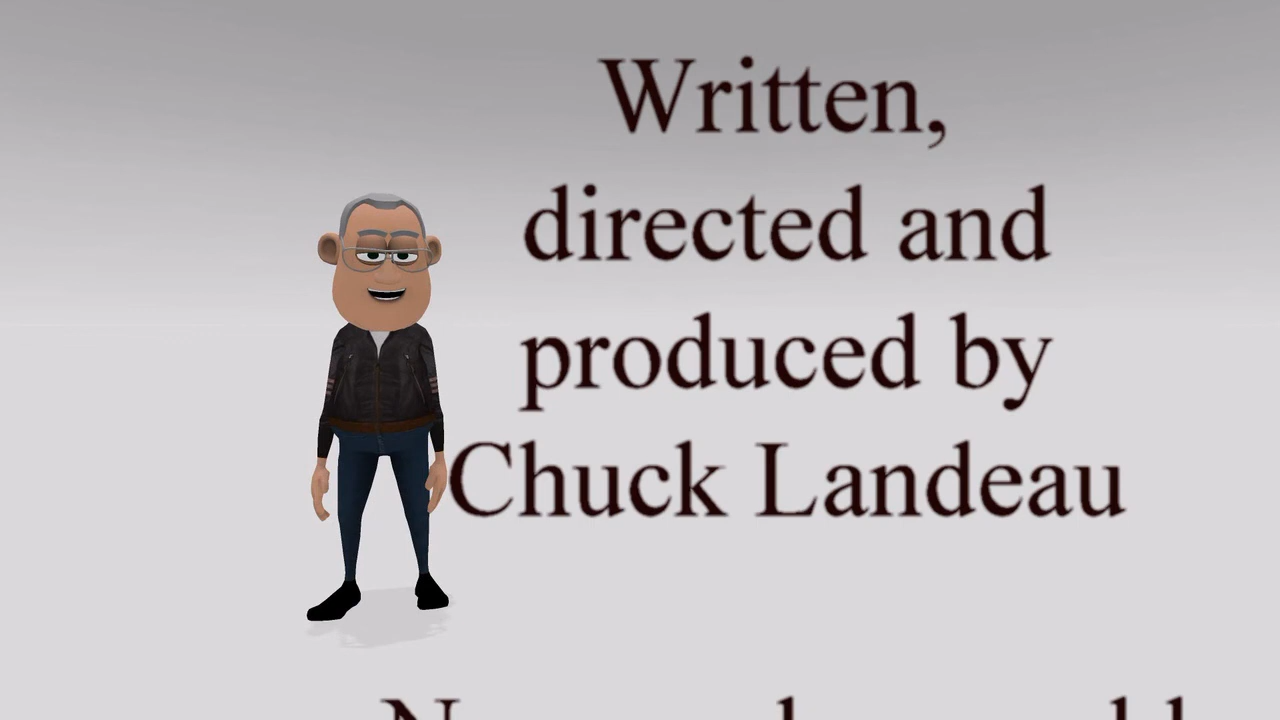 Written,
directed and
produced by
Chuck Landeau